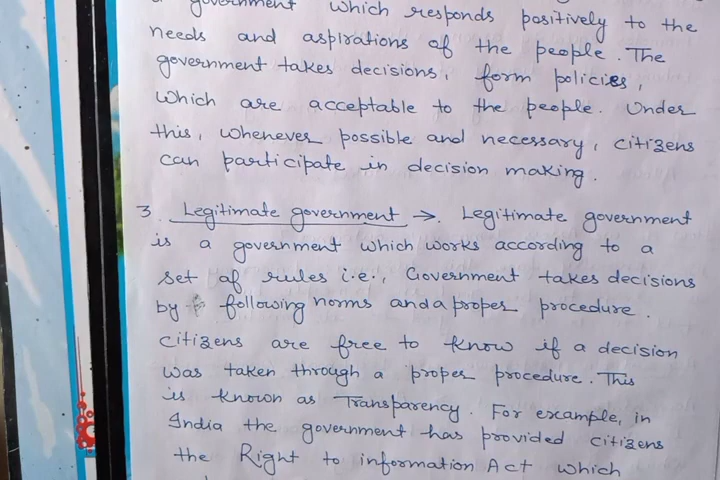 a government which responds positively to the
needs and aspirations of the people. The
government takes decisions, form policies,
which are acceptable to the people. Under
this, whenever possible and necessary, citizens
can participate in decision making.
3. Legitimate government → Legitimate government
is a government which works according to a
set of rules i.e., Government takes decisions
by following norms and a proper procedure.
Citizens are free to know if a decision
was taken through a proper procedure. This
is known as Transparency. For example, in
India the government has provided citizens
the Right to information Act which